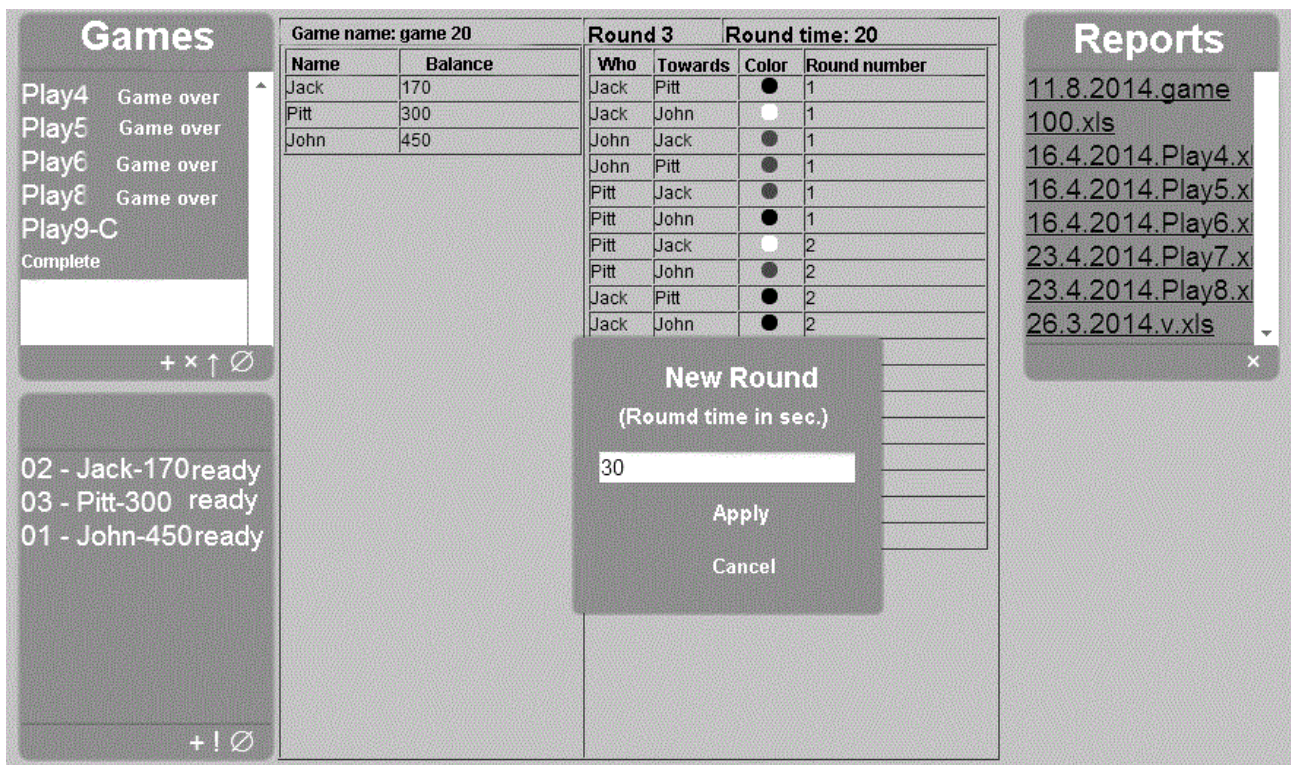 Games
Play4 Game over
Play5 Game over
Play6 Game over
Play8 Game over
Play9-C
Complete
+ × ↑ ∅
02 - Jack-170 ready
03 - Pitt-300 ready
01 - John-450 ready
+ ! ∅
Game name: game 20
Name Balance
Jack 170
Pitt 300
John 450
Round 3 Round time: 20
Who Towards Color Round number
Jack Pitt 1
Jack John 1
John Jack 1
John Pitt 1
Pitt Jack 1
Pitt John 1
Pitt Jack 2
Pitt John 2
Jack Pitt 2
Jack John 2
New Round
(Roumd time in sec.)
30
Apply
Cancel
Reports
11.8.2014.game
100.xls
16.4.2014.Play4.xl
16.4.2014.Play5.xl
16.4.2014.Play6.xl
23.4.2014.Play7.xl
23.4.2014.Play8.xl
26.3.2014.v.xls
×